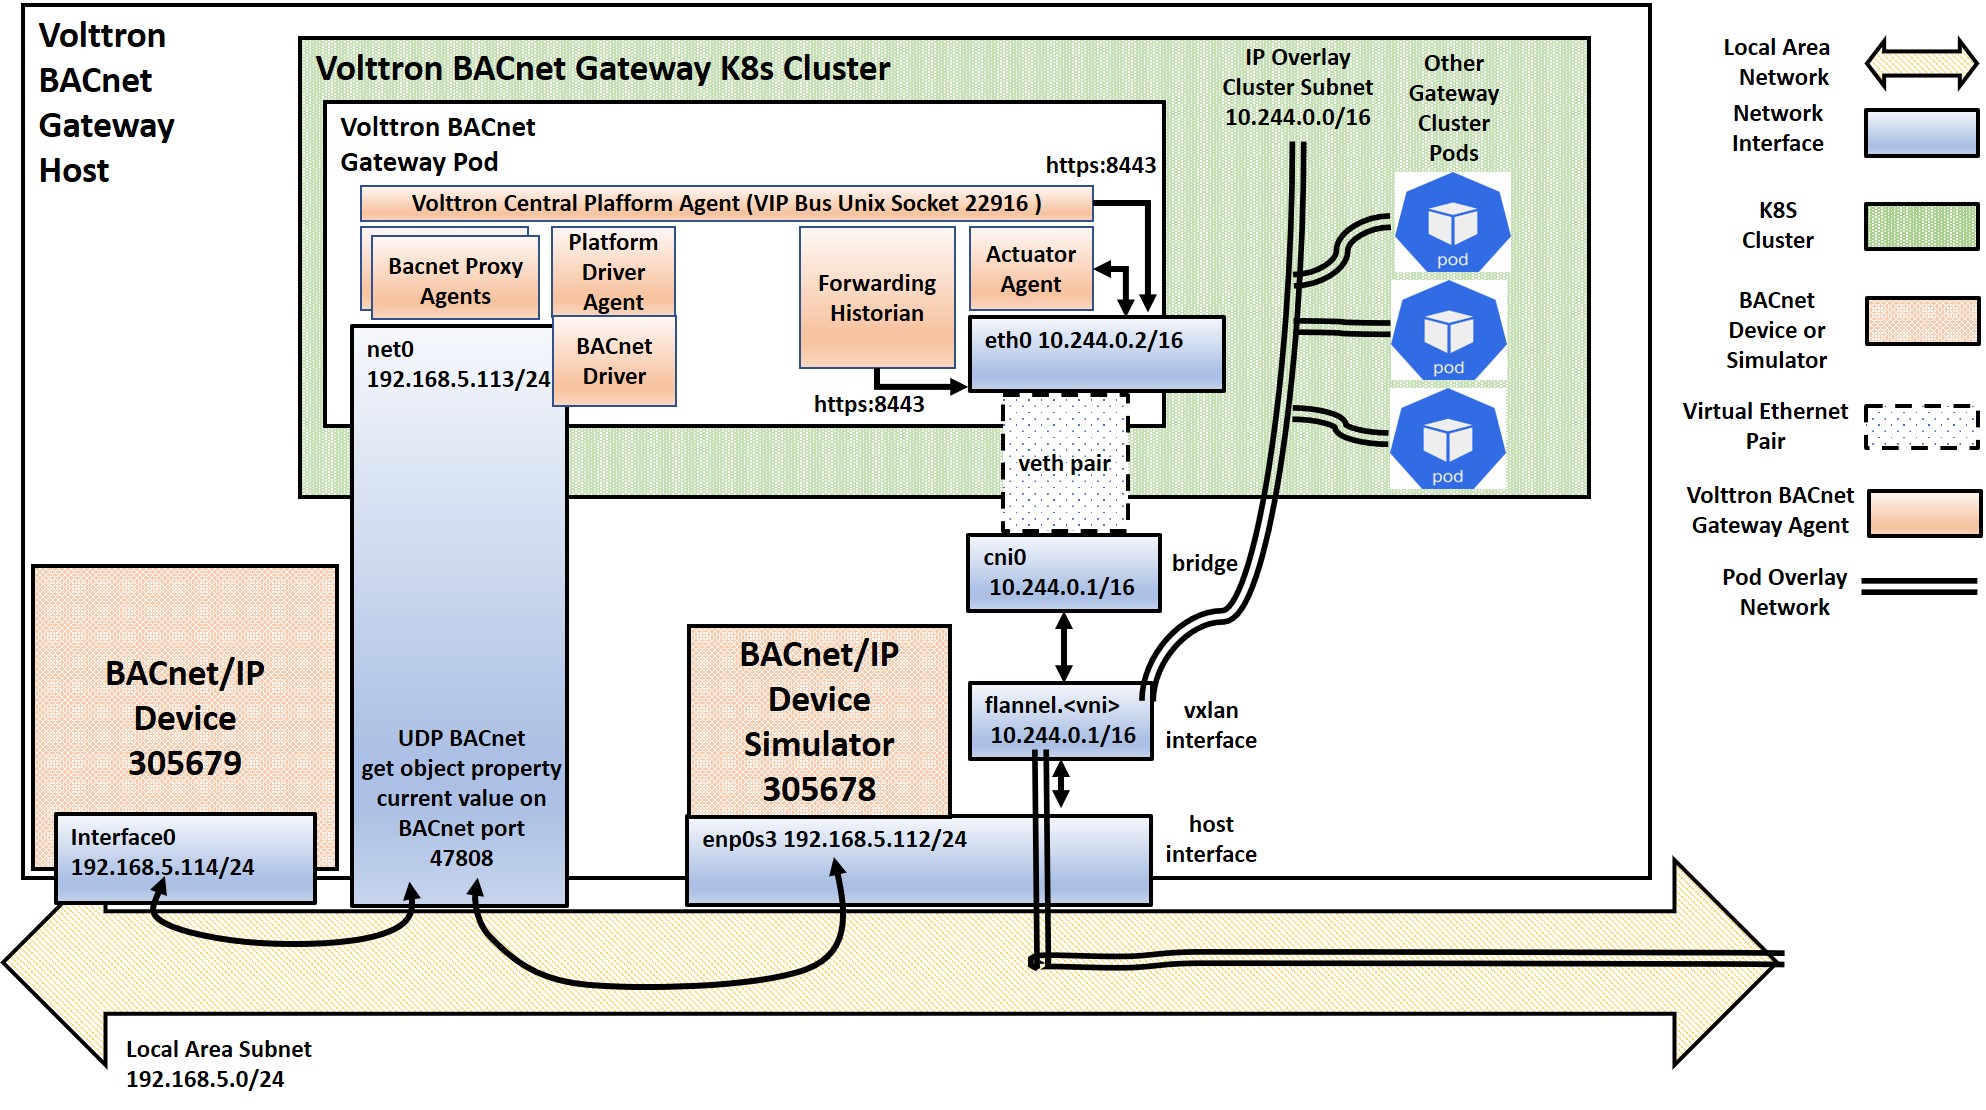 Volttron
BACnet
Gateway
Host
Volttron BACnet Gateway K8s Cluster
IP Overlay
Cluster Subnet
10.244.0.0/16
Other
Gateway
Cluster
Pods
Volttron BACnet
Gateway Pod
https:8443
Volttron Central Plafform Agent (VIP Bus Unix Socket 22916 )
Bacnet Proxy
Agents
Platform
Driver
Agent
BACnet
Driver
Forwarding
Historian
Actuator
Agent
pod
pod
pod
net0
192.168.5.113/24
eth0 10.244.0.2/16
https:8443
veth pair
cni0
10.244.0.1/16
bridge
BACnet/IP
Device
305679
Interface0
192.168.5.114/24
UDP BACnet
get object property
current value on
BACnet port
47808
BACnet/IP
Device
Simulator
305678
flannel.<vni>
10.244.0.1/16
vxlan
interface
enp0s3 192.168.5.112/24
host
interface
Local Area Subnet
192.168.5.0/24
Local Area
Network
Network
Interface
K8S
Cluster
BACnet
Device or
Simulator
Virtual Ethernet
Pair
Volttron BACnet
Gateway Agent
Pod Overlay
Network